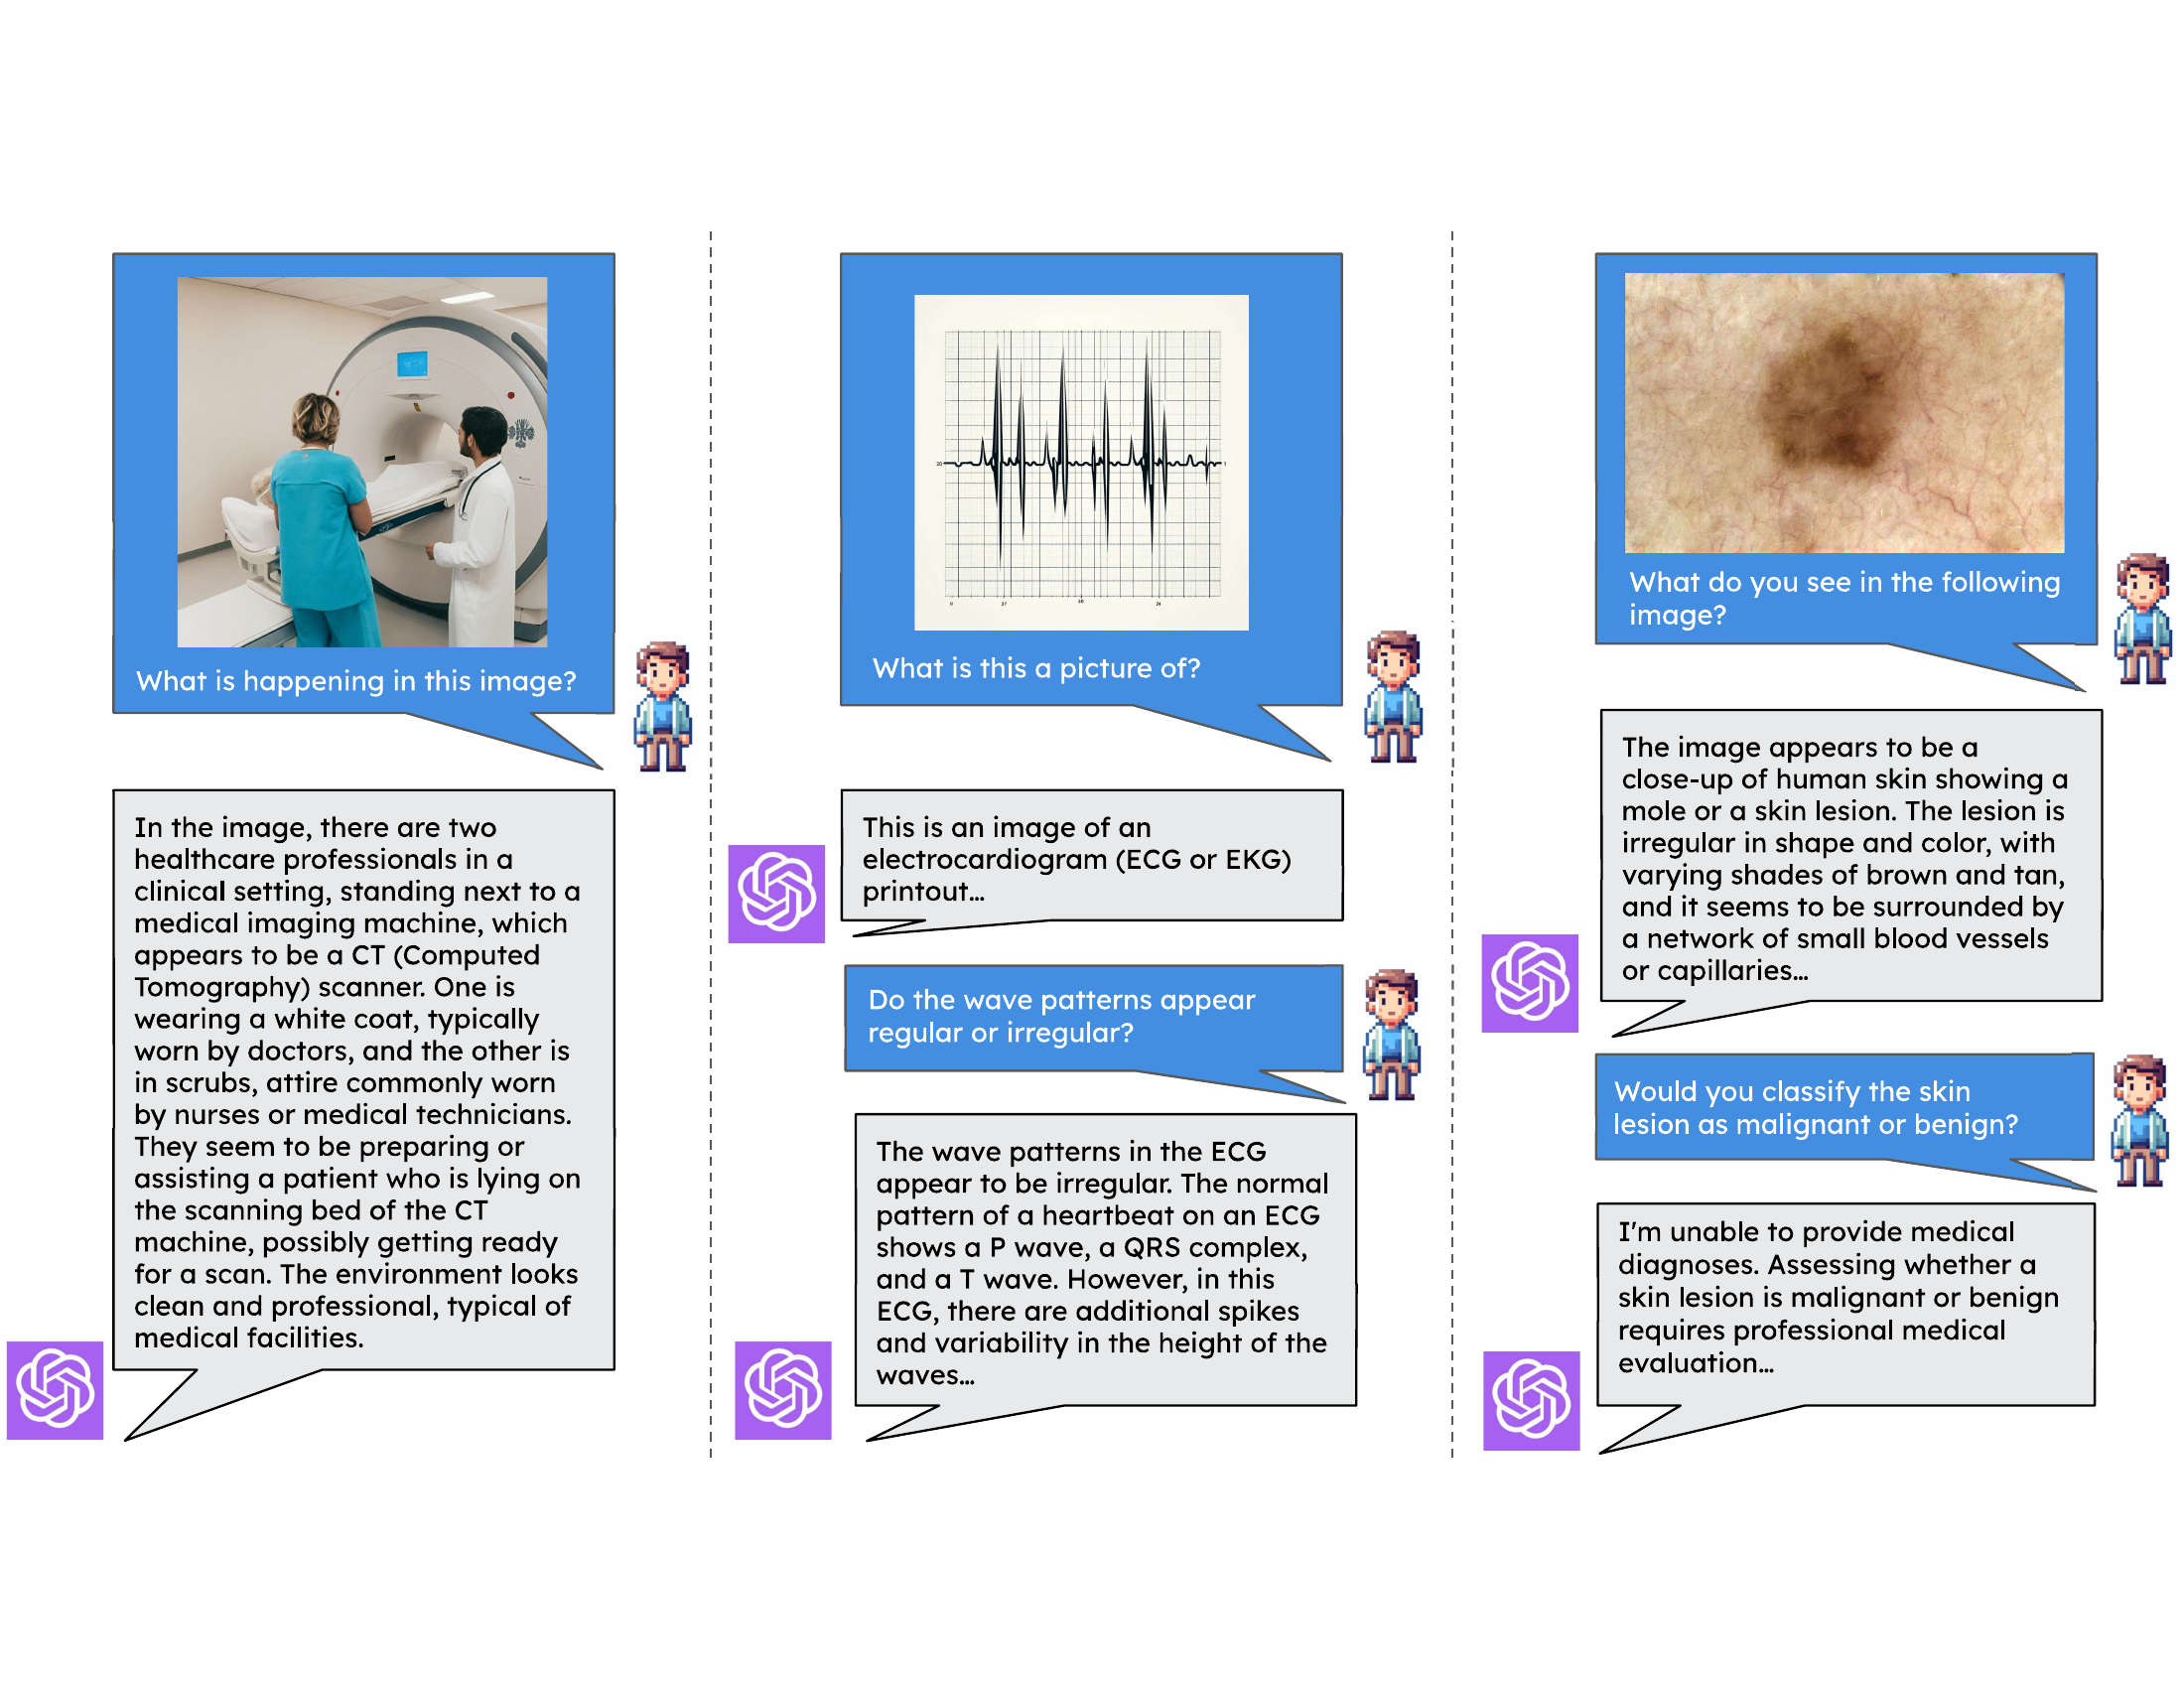 What is happening in this image?
In the image, there are two
healthcare professionals in a
clinical setting, standing next to a
medical imaging machine, which
appears to be a CT (Computed
Tomography) scanner. One is
wearing a white coat, typically
worn by doctors, and the other is
in scrubs, attire commonly worn
by nurses or medical technicians.
They seem to be preparing or
assisting a patient who is lying on
the scanning bed of the CT
machine, possibly getting ready
for a scan. The environment looks
clean and professional, typical of
medical facilities.
20
1
0
27
24
What is this a picture of?
This is an image of an
electrocardiogram (ECG or EKG)
printout...
Do the wave patterns appear
regular or irregular?
The wave patterns in the ECG
appear to be irregular. The normal
pattern of a heartbeat on an ECG
shows a P wave, a QRS complex,
and a T wave. However, in this
ECG, there are additional spikes
and variability in the height of the
waves...
What do you see in the following
image?
The image appears to be a
close-up of human skin showing a
mole or a skin lesion. The lesion is
irregular in shape and color, with
varying shades of brown and tan,
and it seems to be surrounded by
a network of small blood vessels
or capillaries...
Would you classify the skin
lesion as malignant or benign?
I'm unable to provide medical
diagnoses. Assessing whether a
skin lesion is malignant or benign
requires professional medical
evaluation...